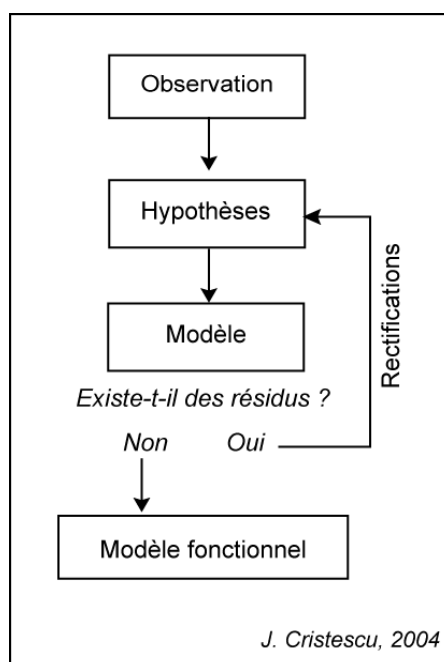 Observation
Hypothèses
Rectifications
Modèle
Existe-t-il des résidus ?
Non Oui
Modèle fonctionnel
J. Cristescu, 2004